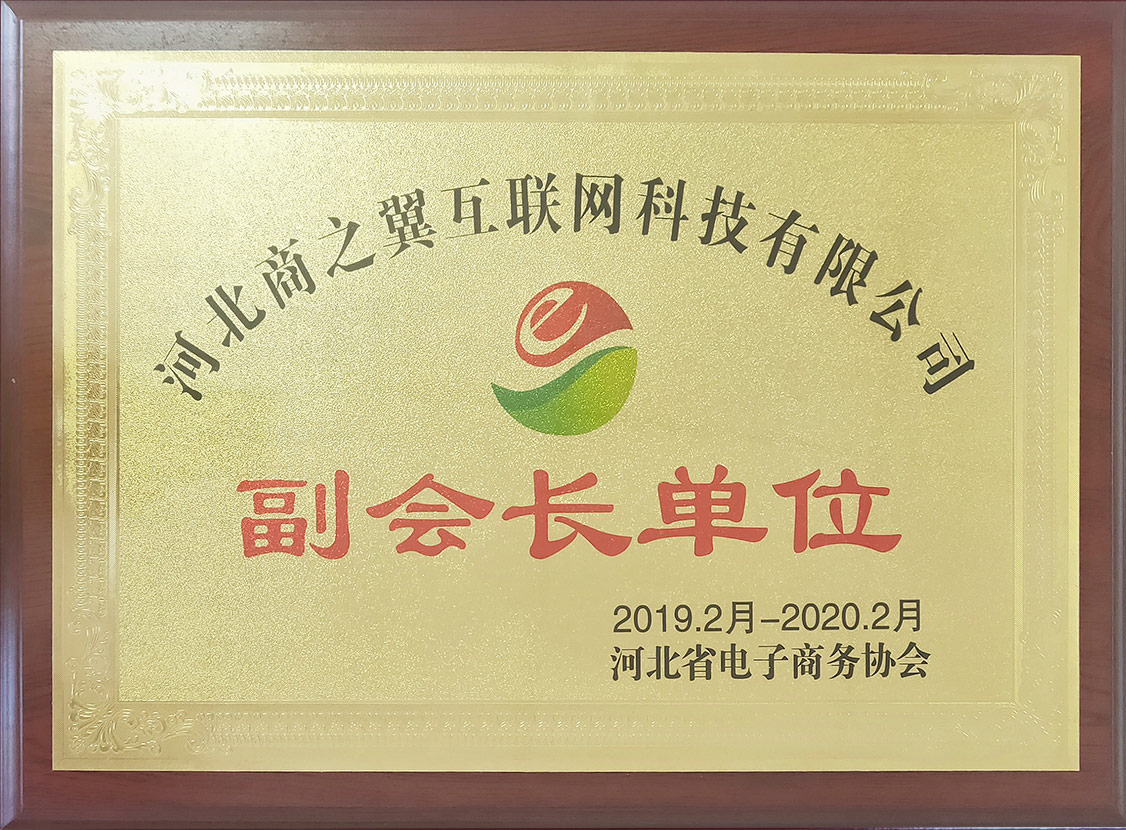 河北商之翼互联网科技有限公司
e
副会长单位
2019.2月-2020.2月
河北省电子商务协会